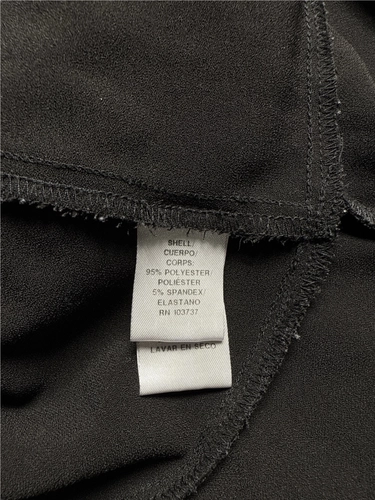 SHELL/
CUERPO/
CORPS:
95% POLYESTER/
POLIÉSTER
5% SPANDEX/
ELASTANO
RN 103737
LAVAR EN SECO